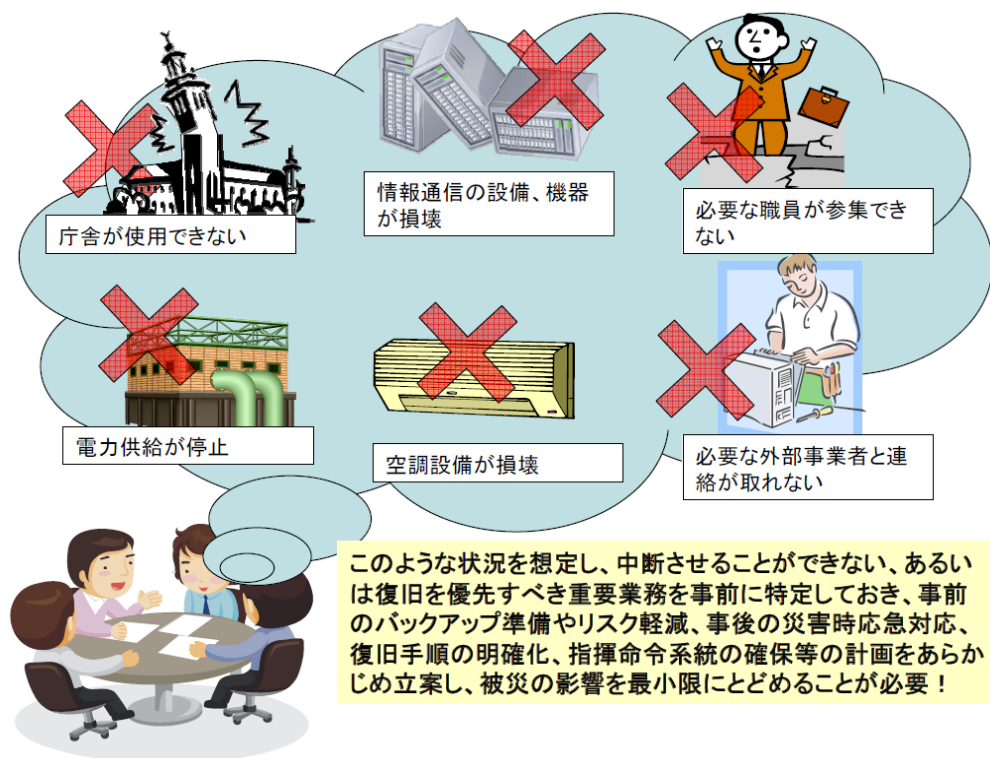 庁舎が使用できない
情報通信の設備、機器
が損壊
必要な職員が参集でき
ない
電力供給が停止
空調設備が損壊
必要な外部事業者と連
絡が取れない
このような状況を想定し、中断させることができない、あるい
は復旧を優先すべき重要業務を事前に特定しておき、事前
のバックアップ準備やリスク軽減、事後の災害時応急対応、
復旧手順の明確化、指揮命令系統の確保等の計画をあらか
じめ立案し、被災の影響を最小限にとどめることが必要！